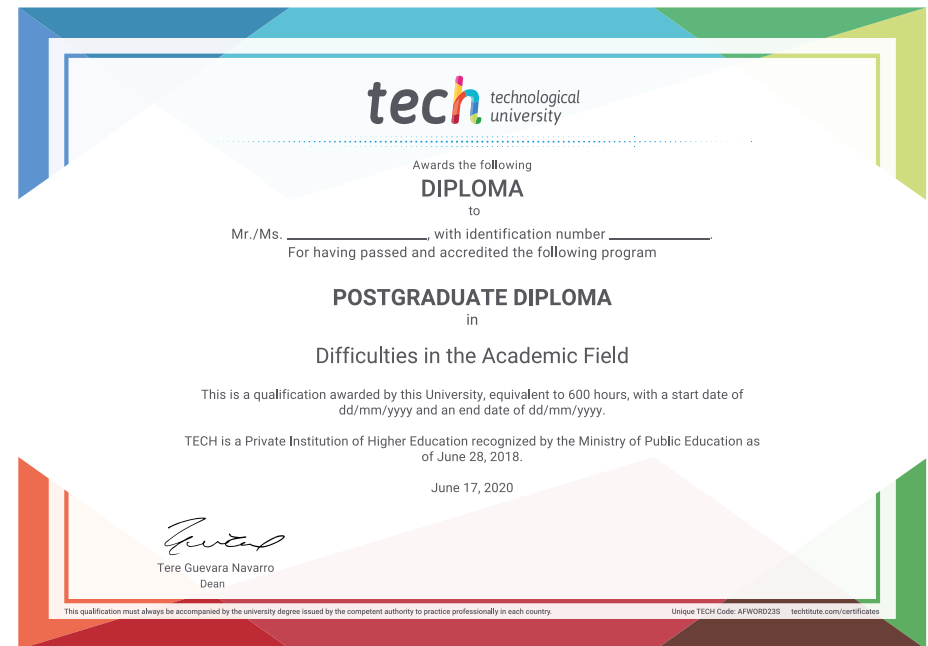 tech technological
university
Awards the following
DIPLOMA
to
Mr./Ms. ____________________, with identification number ______________.
For having passed and accredited the following program
POSTGRADUATE DIPLOMA
in
Difficulties in the Academic Field
This is a qualification awarded by this University, equivalent to 600 hours, with a start date of
dd/mm/yyyy and an end date of dd/mm/yyyy.
TECH is a Private Institution of Higher Education recognized by the Ministry of Public Education as
of June 28, 2018.
June 17, 2020
Tere Guevara Navarro
Dean
This qualification must always be accompanied by the university degree issued by the competent authority to practice professionally in each country. Unique TECH Code: AFWORD23S techtitute.com/certificates